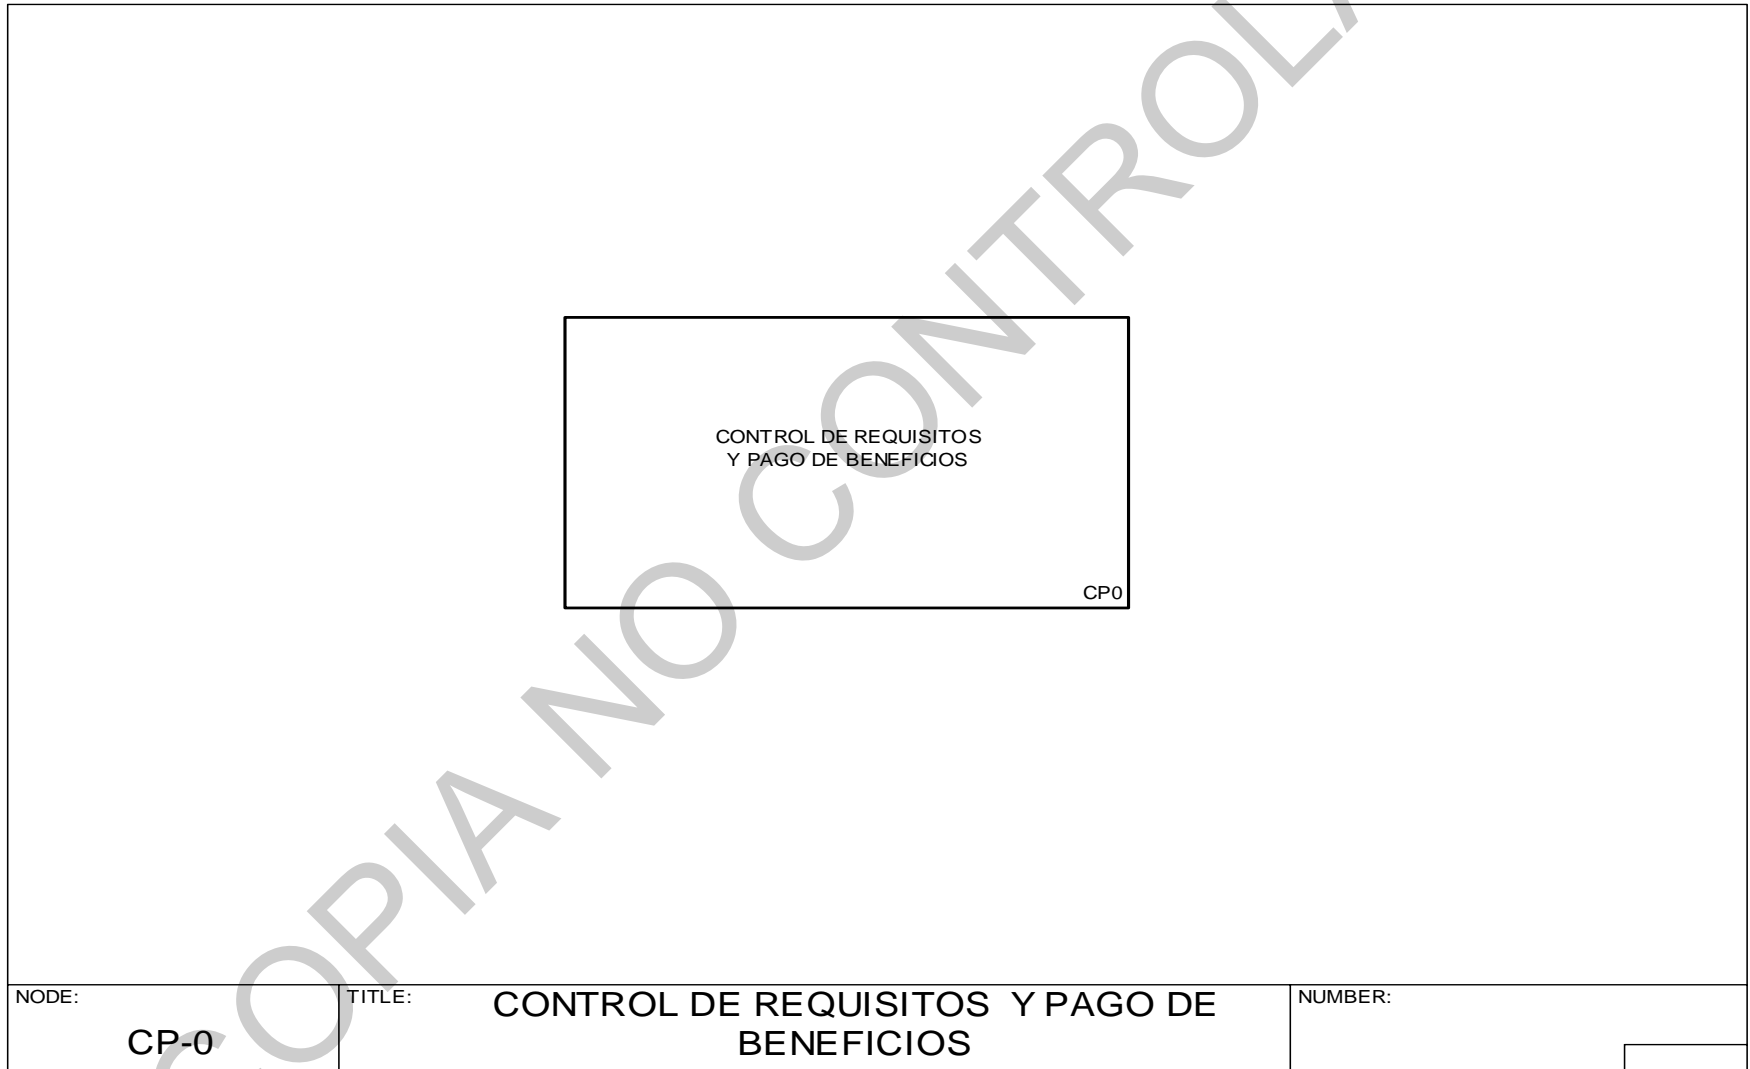 CONTROL DE REQUISITOS
Y PAGO DE BENEFICIOS
CP0
COPIA NO CONTROLA
NODE:
CP-0
TITLE:
CONTROL DE REQUISITOS Y PAGO DE
BENEFICIOS
NUMBER: